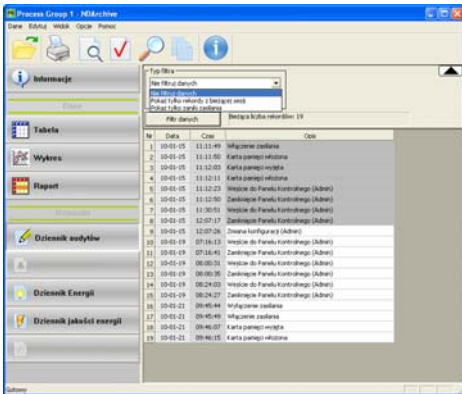 Process Group 1 - NDArchive
Dane Edytuj Widok Opcje Pomoc
Informacje
Tabela
Wykres
Raport
Dziennik audytów
Dziennik Energii
Dziennik jakości energii
Typ filtra
Nie filtruj danych
Nie filtruj danych
Pokaż tylko rekordy z bieżącej sesji
Pokaż tylko zaniki zasilania
Filtr danych
Bieżąca liczba rekordów: 19
Nr Data Czas Opis
1 10-01-15 11:11:49 Włączenie zasilania
2 10-01-15 11:11:50 Karta pamięci włożona
3 10-01-15 11:12:03 Karta pamięci wyjęta
4 10-01-15 11:12:11 Karta pamięci włożona
5 10-01-15 11:12:23 Wejście do Panelu Kontrolnego (Admin)
6 10-01-15 11:12:50 Zamknięcie Panelu Kontrolnego (Admin)
7 10-01-15 11:30:51 Wejście do Panelu Kontrolnego (Admin)
8 10-01-15 12:07:17 Zamknięcie Panelu Kontrolnego (Admin)
9 10-01-15 12:07:26 Zmiana konfiguracji (Admin)
10 10-01-19 07:16:13 Wejście do Panelu Kontrolnego (Admin)
11 10-01-19 07:16:41 Zamknięcie Panelu Kontrolnego (Admin)
12 10-01-19 08:00:31 Wejście do Panelu Kontrolnego (Admin)
13 10-01-19 08:00:35 Zamknięcie Panelu Kontrolnego (Admin)
14 10-01-19 08:24:03 Wejście do Panelu Kontrolnego (Admin)
15 10-01-19 08:24:27 Zamknięcie Panelu Kontrolnego (Admin)
16 10-01-21 09:45:44 Wyłączenie zasilania
17 10-01-21 09:45:49 Włączenie zasilania
18 10-01-21 09:46:07 Karta pamięci wyjęta
19 10-01-21 09:46:15 Karta pamięci włożona
Gotowy